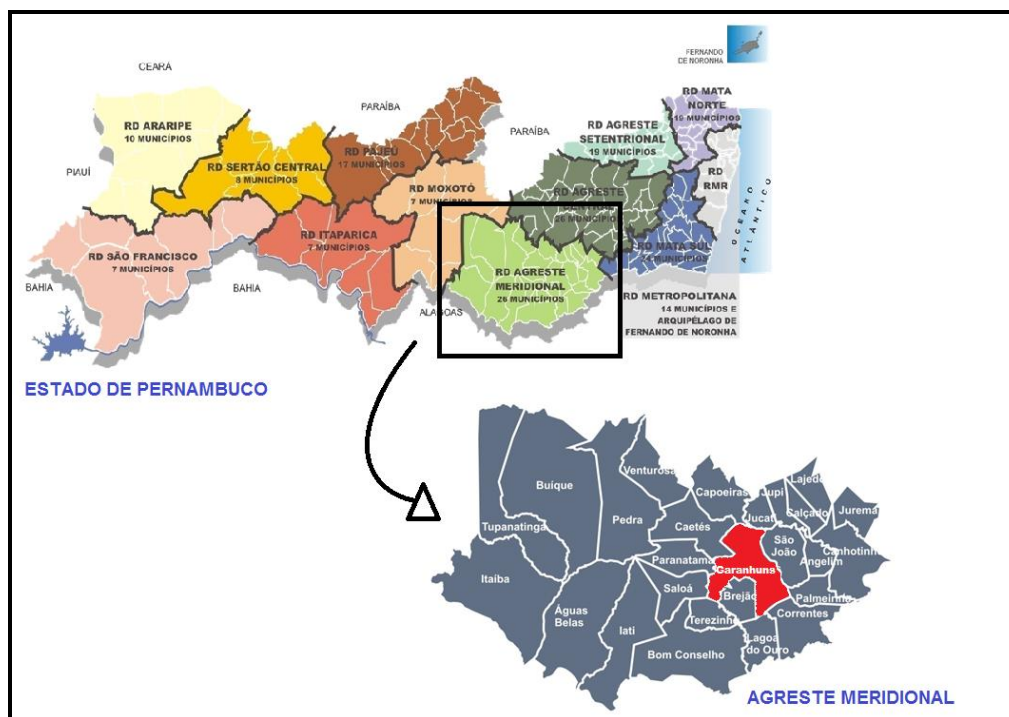 FERNANDO
DE NORONHA
CEARÁ
PARAÍBA
RD MATA
NORTE
19 MUNICÍPIOS
RD ARARIPE
10 MUNICÍPIOS
PARAÍBA
RD AGRESTE
SETENTRIONAL
19 MUNICÍPIOS
RD PAJEÚ
17 MUNICÍPIOS
RD SERTÃO CENTRAL
8 MUNICÍPIOS
PIAUÍ
RD
RMR
RD MOXOTÓ
7 MUNICÍPIOS
RD AGRESTE
CENTRAL
26 MUNICÍPIOS
OCEANO
ATLÂNTICO
RD ITAPARICA
7 MUNICÍPIOS
RD MATA SUL
24 MUNICÍPIOS
RD SÃO FRANCISCO
7 MUNICÍPIOS
RD AGRESTE
MERIDIONAL
26 MUNICÍPIOS
BAHIA
BAHIA
ALAGOAS
RD METROPOLITANA
14 MUNICÍPIOS E
ARQUIPÉLAGO DE
FERNANDO DE NORONHA
ESTADO DE PERNAMBUCO
Venturosa
Lajedo
Buíque
Capoeiras
Jupi
Calçado
Jurema
Tupanatinga
Pedra
Caetés
Jucati
São
João
Canhotinho
Angelim
Paranatama
Garanhuns
Itaíba
Saloá
Brejão
Palmeirina
Águas
Belas
Iati
Terezinha
Correntes
Lagoa
do Ouro
Bom Conselho
AGRESTE MERIDIONAL